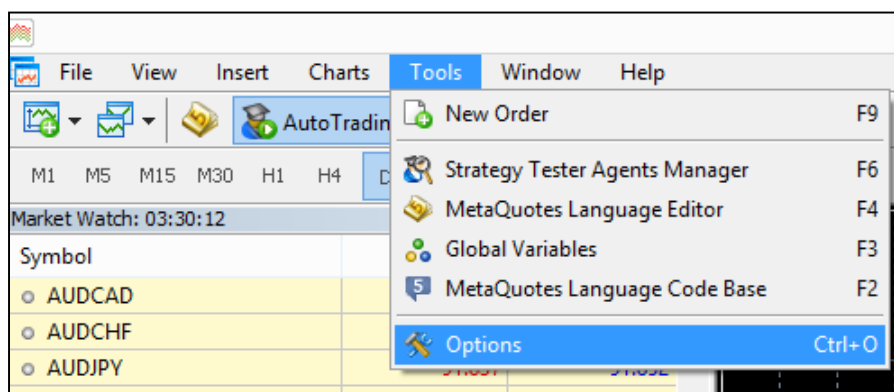 File View Insert Charts Tools Window Help
AutoTradin
New Order F9
M1 M5 M15 M30 H1 H4 D
Strategy Tester Agents Manager F6
Market Watch: 03:30:12
MetaQuotes Language Editor F4
Symbol
Global Variables F3
5 MetaQuotes Language Code Base F2
AUDCAD
AUDCHF
Options Ctrl+O
AUDJPY